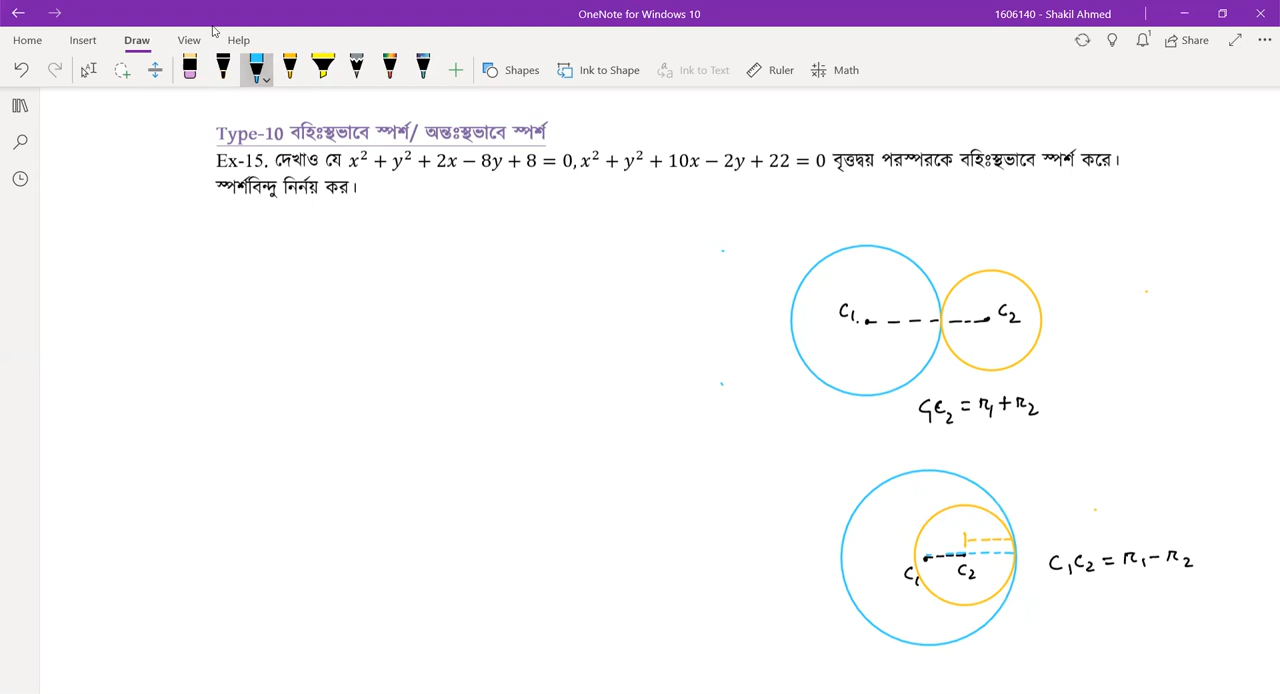 OneNote for Windows 10
1606140 - Shakil Ahmed
Home Insert Draw View Help
Share
Shapes Ink to Shape Ink to Text Ruler Math
Type-10 বহিঃস্থভাবে স্পর্শ/ অন্তঃস্থভাবে স্পর্শ
Ex-15. দেখাও যে x² + y² + 2x − 8y + 8 = 0, x² + y² + 10x − 2y + 22 = 0 বৃত্তদ্বয় পরস্পরকে বহিঃস্থভাবে স্পর্শ করে।
স্পর্শবিন্দু নির্নয় কর।
C₁ C₂
C₁C₂ = r₁ + r₂
C₁ C₂
C₁C₂ = r₁ − r₂